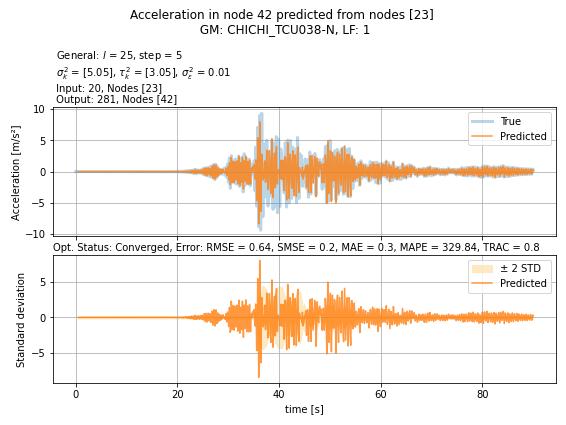 Acceleration in node 42 predicted from nodes [23]
GM: CHICHI_TCU038-N, LF: 1
General: l = 25, step = 5
σ²ₖ = [5.05], τ²ₖ = [3.05], σ²ε = 0.01
Input: 20, Nodes [23]
Output: 281, Nodes [42]
Acceleration [m/s²]
10
5
0
−5
−10
True
Predicted
Opt. Status: Converged, Error: RMSE = 0.64, SMSE = 0.2, MAE = 0.3, MAPE = 329.84, TRAC = 0.8
Standard deviation
5
0
−5
± 2 STD
Predicted
0 20 40 60 80
time [s]